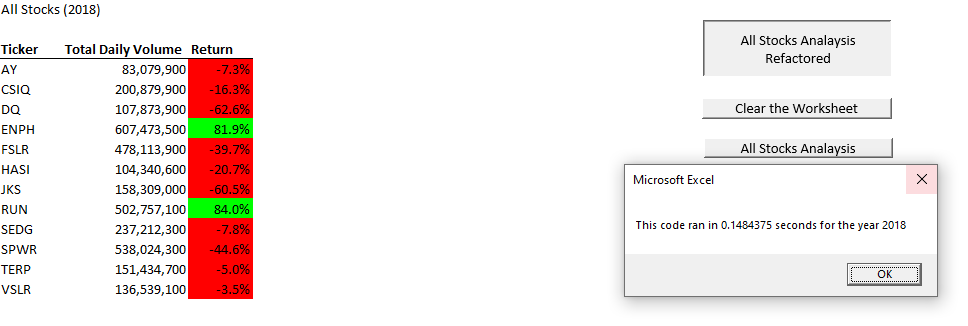 All Stocks (2018)
Ticker Total Daily Volume Return
AY 83,079,900 -7.3%
CSIQ 200,879,900 -16.3%
DQ 107,873,900 -62.6%
ENPH 607,473,500 81.9%
FSLR 478,113,900 -39.7%
HASI 104,340,600 -20.7%
JKS 158,309,000 -60.5%
RUN 502,757,100 84.0%
SEDG 237,212,300 -7.8%
SPWR 538,024,300 -44.6%
TERP 151,434,700 -5.0%
VSLR 136,539,100 -3.5%
All Stocks Analaysis
Refactored
Clear the Worksheet
All Stocks Analaysis
Microsoft Excel
This code ran in 0.1484375 seconds for the year 2018
OK